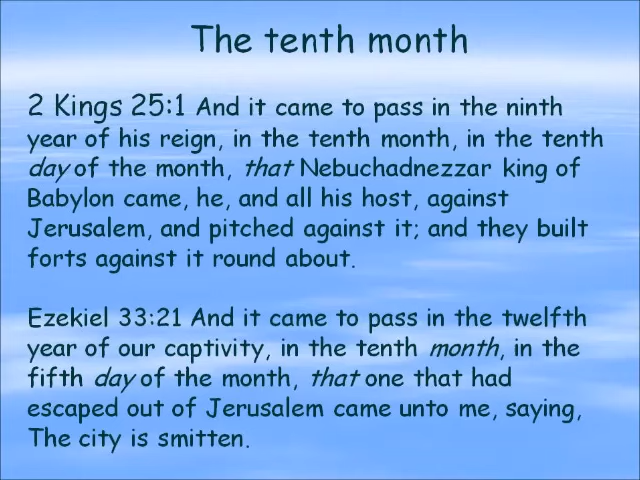 The tenth month
2 Kings 25:1 And it came to pass in the ninth
year of his reign, in the tenth month, in the tenth
day of the month, that Nebuchadnezzar king of
Babylon came, he, and all his host, against
Jerusalem, and pitched against it; and they built
forts against it round about.
Ezekiel 33:21 And it came to pass in the twelfth
year of our captivity, in the tenth month, in the
fifth day of the month, that one that had
escaped out of Jerusalem came unto me, saying,
The city is smitten.